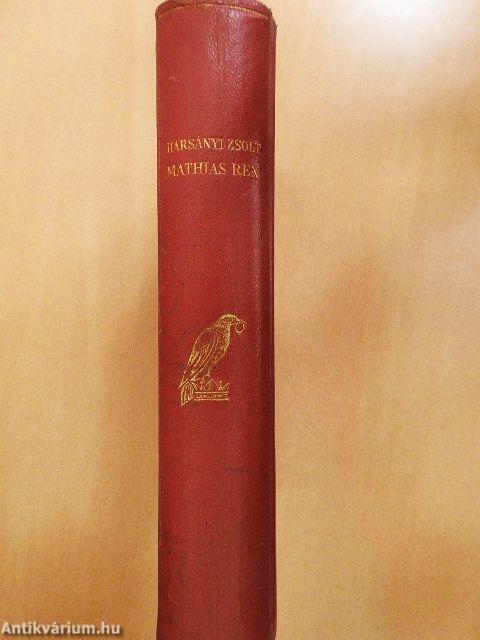 HARSÁNYI ZSOLT
MATHIAS REX
Antikvárium.hu